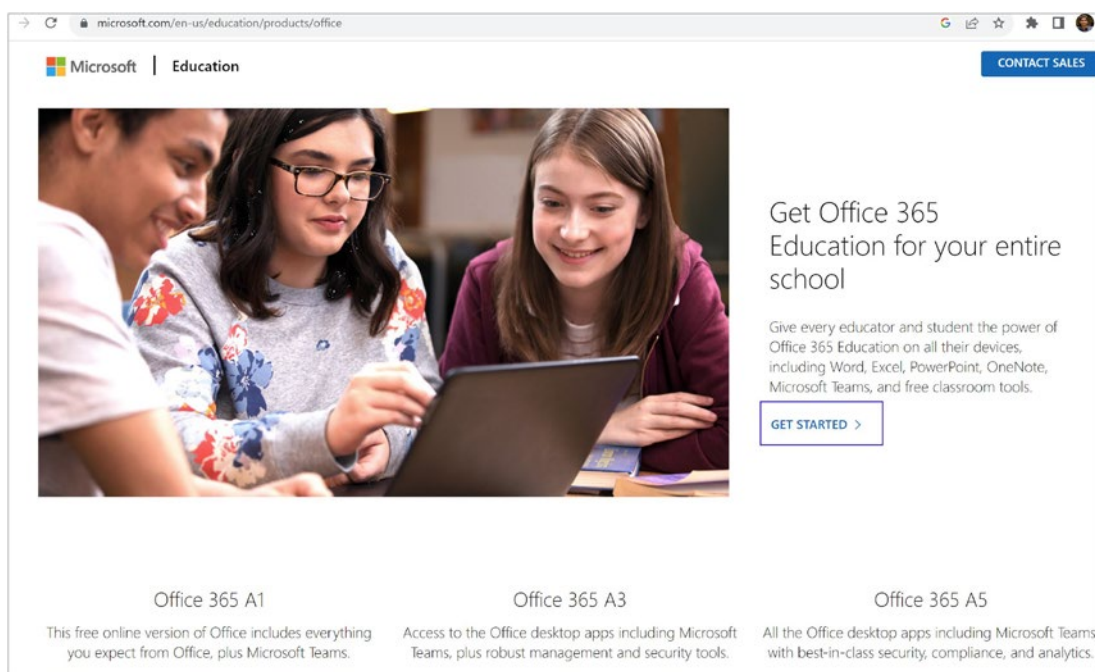 microsoft.com/en-us/education/products/office
Microsoft | Education
CONTACT SALES
Get Office 365
Education for your entire
school
Give every educator and student the power of
Office 365 Education on all their devices,
including Word, Excel, PowerPoint, OneNote,
Microsoft Teams, and free classroom tools.
GET STARTED >
Office 365 A1
This free online version of Office includes everything
you expect from Office, plus Microsoft Teams.
Office 365 A3
Access to the Office desktop apps including Microsoft
Teams, plus robust management and security tools.
Office 365 A5
All the Office desktop apps including Microsoft Teams
with best-in-class security, compliance, and analytics.